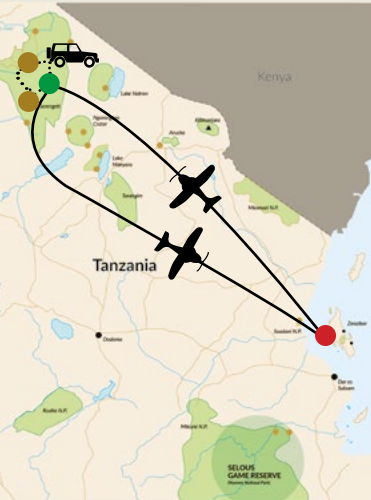 Kenya
Lake Natron
Ngorongoro
Crater
Arusha
Kilimanjaro
Lake
Manyara
Tarangire
Mkomazi N.P.
Tanzania
Saadani N.P.
Zanzibar
Dodoma
Dar es
Salaam
Ruaha N.P.
Mikumi N.P.
SELOUS
GAME RESERVE